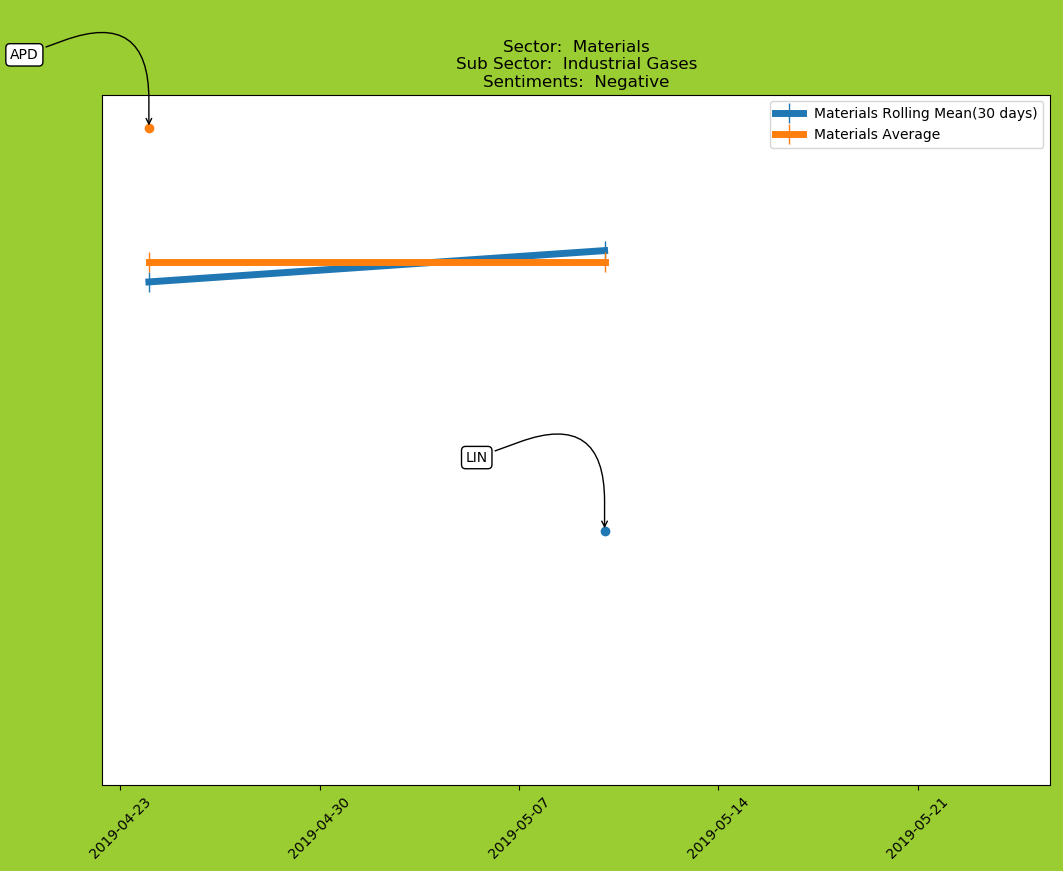 APD
Sector:  Materials
Sub Sector:  Industrial Gases
Sentiments:  Negative
Materials Rolling Mean(30 days)
Materials Average
LIN
2019-04-23
2019-04-30
2019-05-07
2019-05-14
2019-05-21